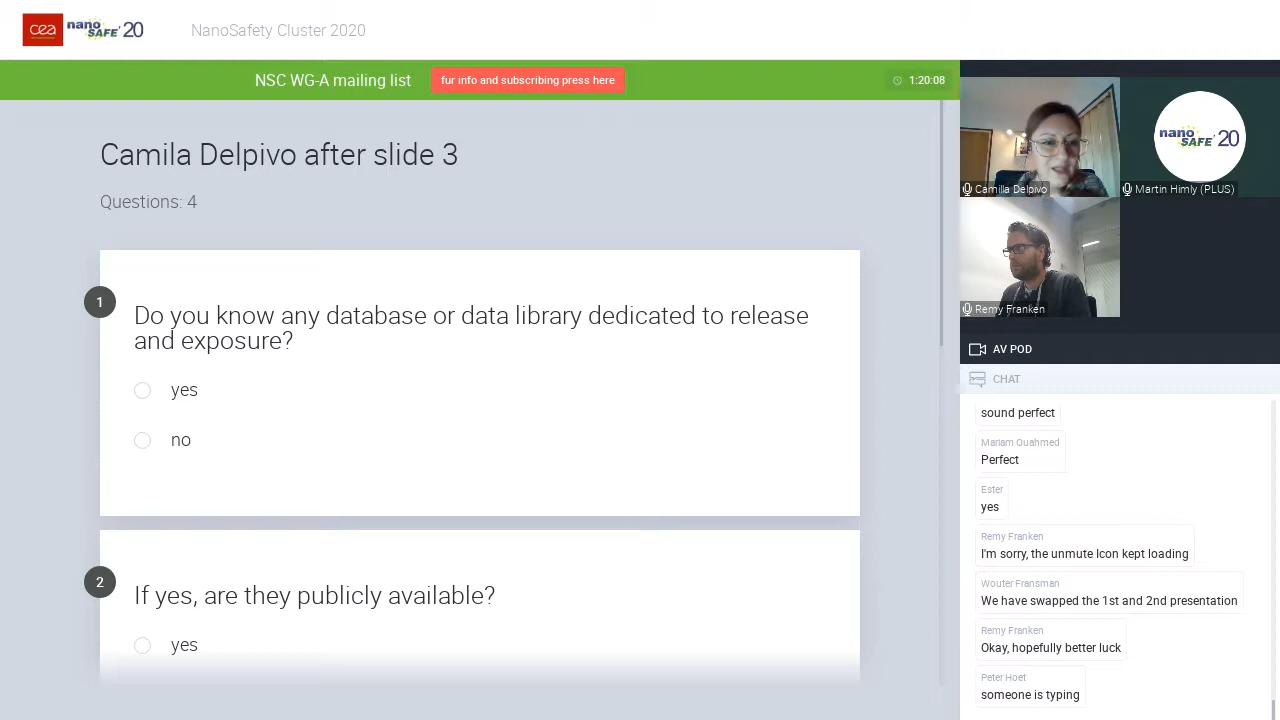 cea nano SAFE' 20 NanoSafety Cluster 2020
NSC WG-A mailing list fur info and subscribing press here 1:20:08
Camila Delpivo after slide 3
Questions: 4
1
Do you know any database or data library dedicated to release
and exposure?
yes
no
2
If yes, are they publicly available?
yes
nano SAFE' 20
Camilla Delpivo Martin Himly (PLUS)
Remy Franken
AV POD
CHAT
sound perfect
Mariam Ouahmed
Perfect
Ester
yes
Remy Franken
I'm sorry, the unmute Icon kept loading
Wouter Fransman
We have swapped the 1st and 2nd presentation
Remy Franken
Okay, hopefully better luck
Peter Hoet
someone is typing